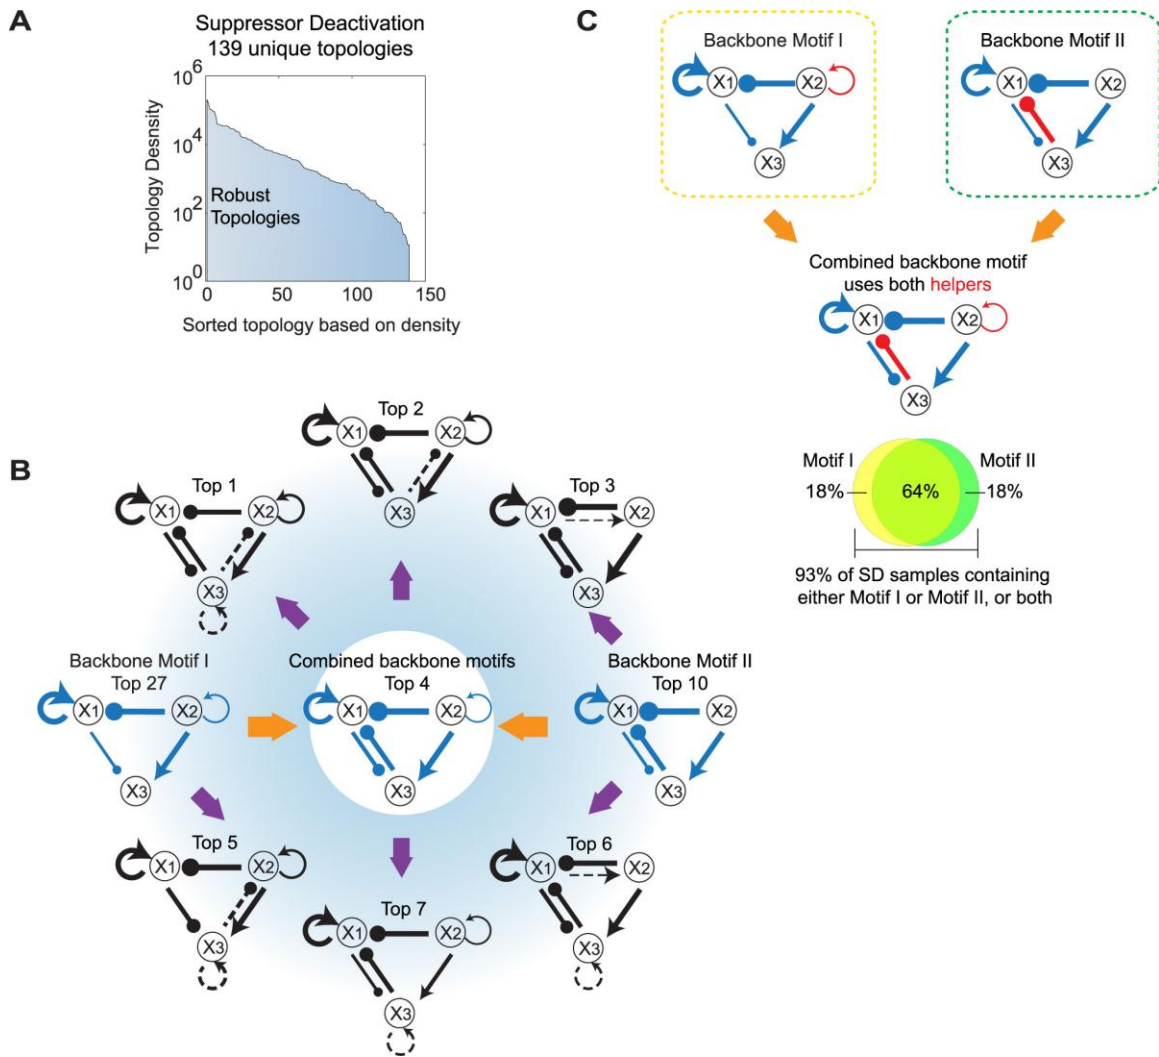 A
Suppressor Deactivation
139 unique topologies
10^6
10^4
10^2
10^0
Topology Desnsity
Robust
Topologies
0
50
100
150
Sorted topology based on density
B
Top 2
X1
X2
X3
Top 1
X1
X2
X3
Top 3
X1
X2
X3
Backbone Motif I
Top 27
X1
X2
X3
Combined backbone motifs
Top 4
X1
X2
X3
Backbone Motif II
Top 10
X1
X2
X3
Top 5
X1
X2
X3
Top 7
X1
X2
X3
Top 6
X1
X2
X3
C
Backbone Motif I
X1
X2
X3
Backbone Motif II
X1
X2
X3
Combined backbone motif
uses both helpers
X1
X2
X3
Motif I
18%
64%
Motif II
18%
93% of SD samples containing
either Motif I or Motif II, or both